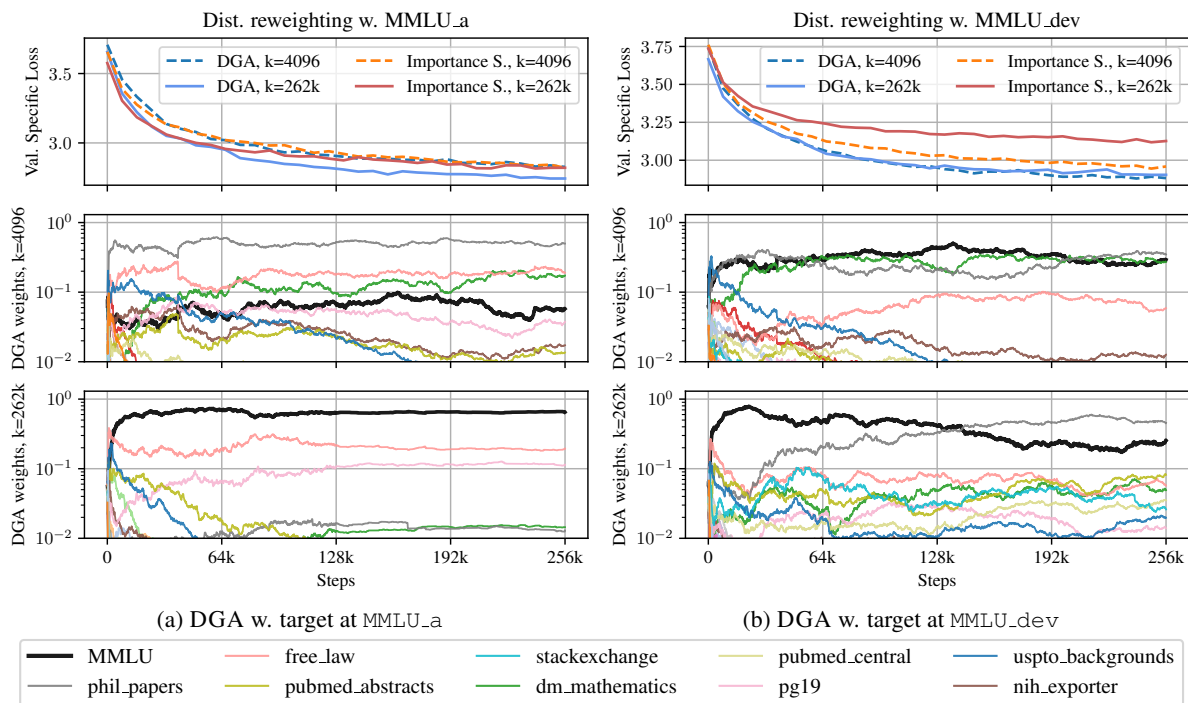 Dist. reweighting w. MMLU_a
Dist. reweighting w. MMLU_dev
Val. Specific Loss
3.5
3.0
DGA, k=4096
Importance S., k=4096
DGA, k=262k
Importance S., k=262k
Val. Specific Loss
3.75
3.50
3.25
3.00
DGA, k=4096
Importance S., k=4096
DGA, k=262k
Importance S., k=262k
DGA weights, k=4096
10^0
10^-1
10^-2
DGA weights, k=4096
10^0
10^-1
10^-2
DGA weights, k=262k
10^0
10^-1
10^-2
0 64k 128k 192k 256k
Steps
DGA weights, k=262k
10^0
10^-1
10^-2
0 64k 128k 192k 256k
Steps
(a) DGA w. target at MMLU_a
(b) DGA w. target at MMLU_dev
MMLU free_law stackexchange pubmed_central uspto_backgrounds
phil_papers pubmed_abstracts dm_mathematics pg19 nih_exporter